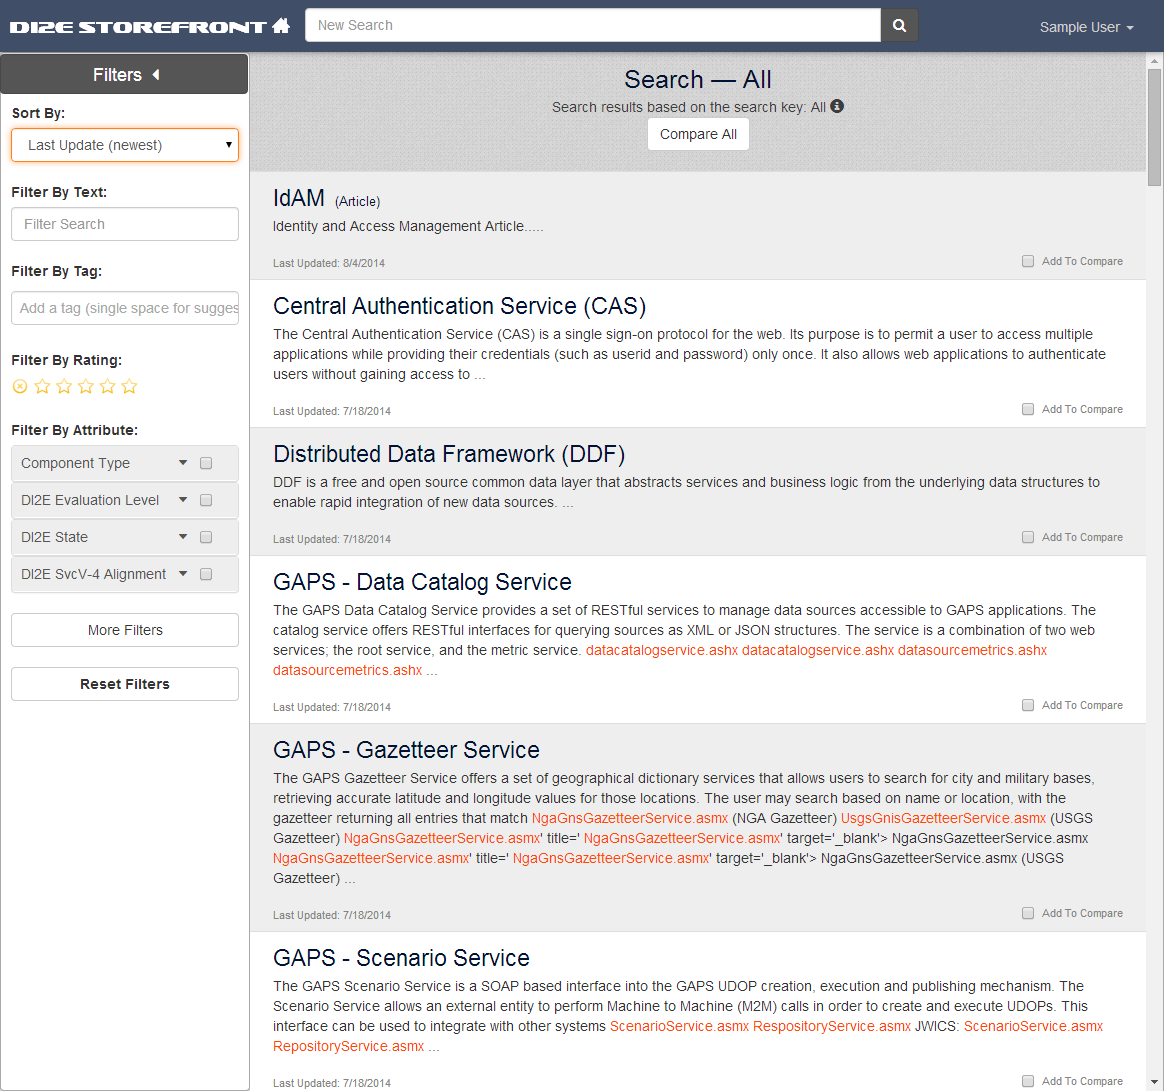 DI2E STOREFRONT
New Search
Sample User
Filters
Sort By:
Last Update (newest)
Filter By Text:
Filter Search
Filter By Tag:
Add a tag (single space for sugges
Filter By Rating:
Filter By Attribute:
Component Type
DI2E Evaluation Level
DI2E State
DI2E SvcV-4 Alignment
More Filters
Reset Filters
Search — All
Search results based on the search key: All
Compare All
IdAM (Article)
Identity and Access Management Article.....
Last Updated: 8/4/2014
Add To Compare
Central Authentication Service (CAS)
The Central Authentication Service (CAS) is a single sign-on protocol for the web. Its purpose is to permit a user to access multiple
applications while providing their credentials (such as userid and password) only once. It also allows web applications to authenticate
users without gaining access to ...
Last Updated: 7/18/2014
Add To Compare
Distributed Data Framework (DDF)
DDF is a free and open source common data layer that abstracts services and business logic from the underlying data structures to
enable rapid integration of new data sources. ...
Last Updated: 7/18/2014
Add To Compare
GAPS - Data Catalog Service
The GAPS Data Catalog Service provides a set of RESTful services to manage data sources accessible to GAPS applications. The
catalog service offers RESTful interfaces for querying sources as XML or JSON structures. The service is a combination of two web
services; the root service, and the metric service. datacatalogservice.ashx datacatalogservice.ashx datasourcemetrics.ashx
datasourcemetrics.ashx ...
Last Updated: 7/18/2014
Add To Compare
GAPS - Gazetteer Service
The GAPS Gazetteer Service offers a set of geographical dictionary services that allows users to search for city and military bases,
retrieving accurate latitude and longitude values for those locations. The user may search based on name or location, with the
gazetteer returning all entries that match NgaGnsGazetteerService.asmx (NGA Gazetteer) UsgsGnisGazetteerService.asmx (USGS
Gazetteer) NgaGnsGazetteerService.asmx' title=' NgaGnsGazetteerService.asmx' target='_blank'> NgaGnsGazetteerService.asmx
NgaGnsGazetteerService.asmx' title=' NgaGnsGazetteerService.asmx' target='_blank'> NgaGnsGazetteerService.asmx (USGS
Gazetteer) ...
Last Updated: 7/18/2014
Add To Compare
GAPS - Scenario Service
The GAPS Scenario Service is a SOAP based interface into the GAPS UDOP creation, execution and publishing mechanism. The
Scenario Service allows an external entity to perform Machine to Machine (M2M) calls in order to create and execute UDOPs. This
interface can be used to integrate with other systems ScenarioService.asmx RespositoryService.asmx JWICS: ScenarioService.asmx
RepositoryService.asmx ...
Last Updated: 7/18/2014
Add To Compare